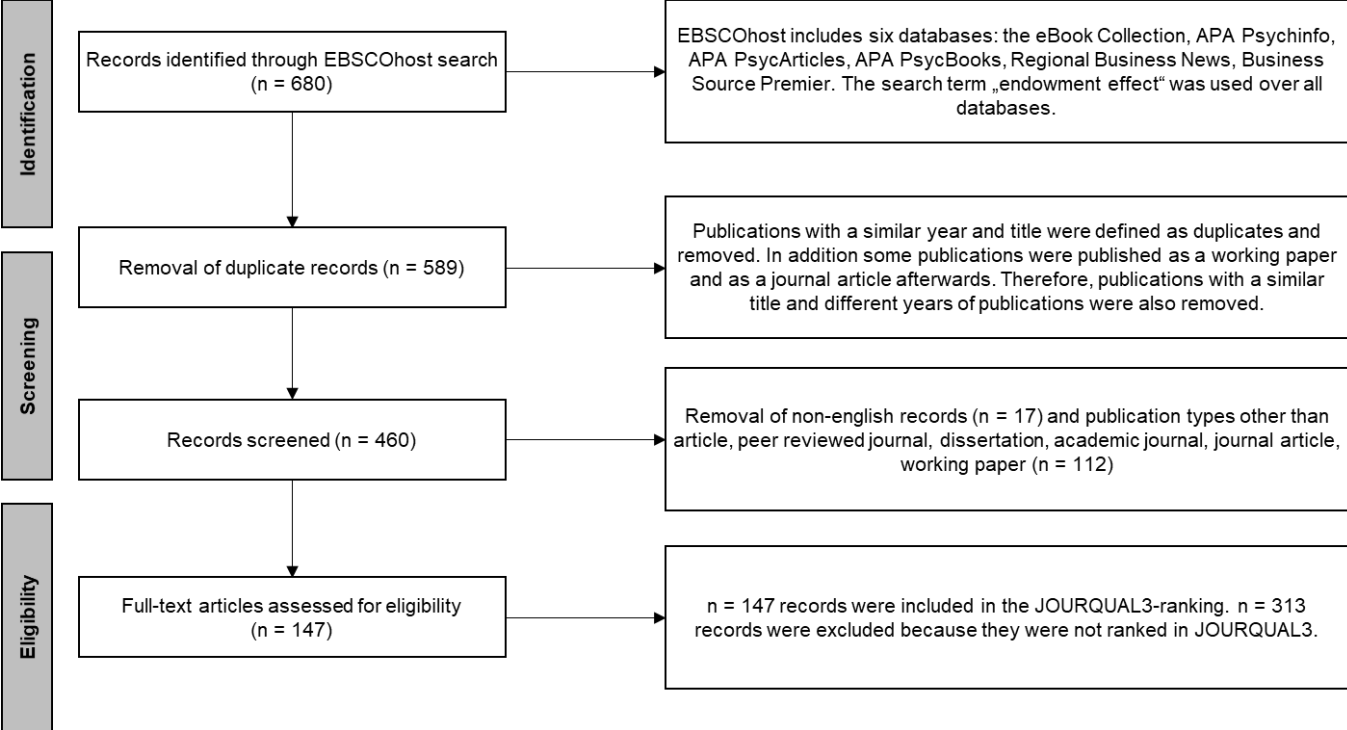 Identification
Records identified through EBSCOhost search
(n = 680)
EBSCOhost includes six databases: the eBook Collection, APA Psychinfo,
APA PsycArticles, APA PsycBooks, Regional Business News, Business
Source Premier. The search term „endowment effect“ was used over all
databases.
Screening
Removal of duplicate records (n = 589)
Publications with a similar year and title were defined as duplicates and
removed. In addition some publications were published as a working paper
and as a journal article afterwards. Therefore, publications with a similar
title and different years of publications were also removed.
Records screened (n = 460)
Removal of non-english records (n = 17) and publication types other than
article, peer reviewed journal, dissertation, academic journal, journal article,
working paper (n = 112)
Eligibility
Full-text articles assessed for eligibility
(n = 147)
n = 147 records were included in the JOURQUAL3-ranking. n = 313
records were excluded because they were not ranked in JOURQUAL3.